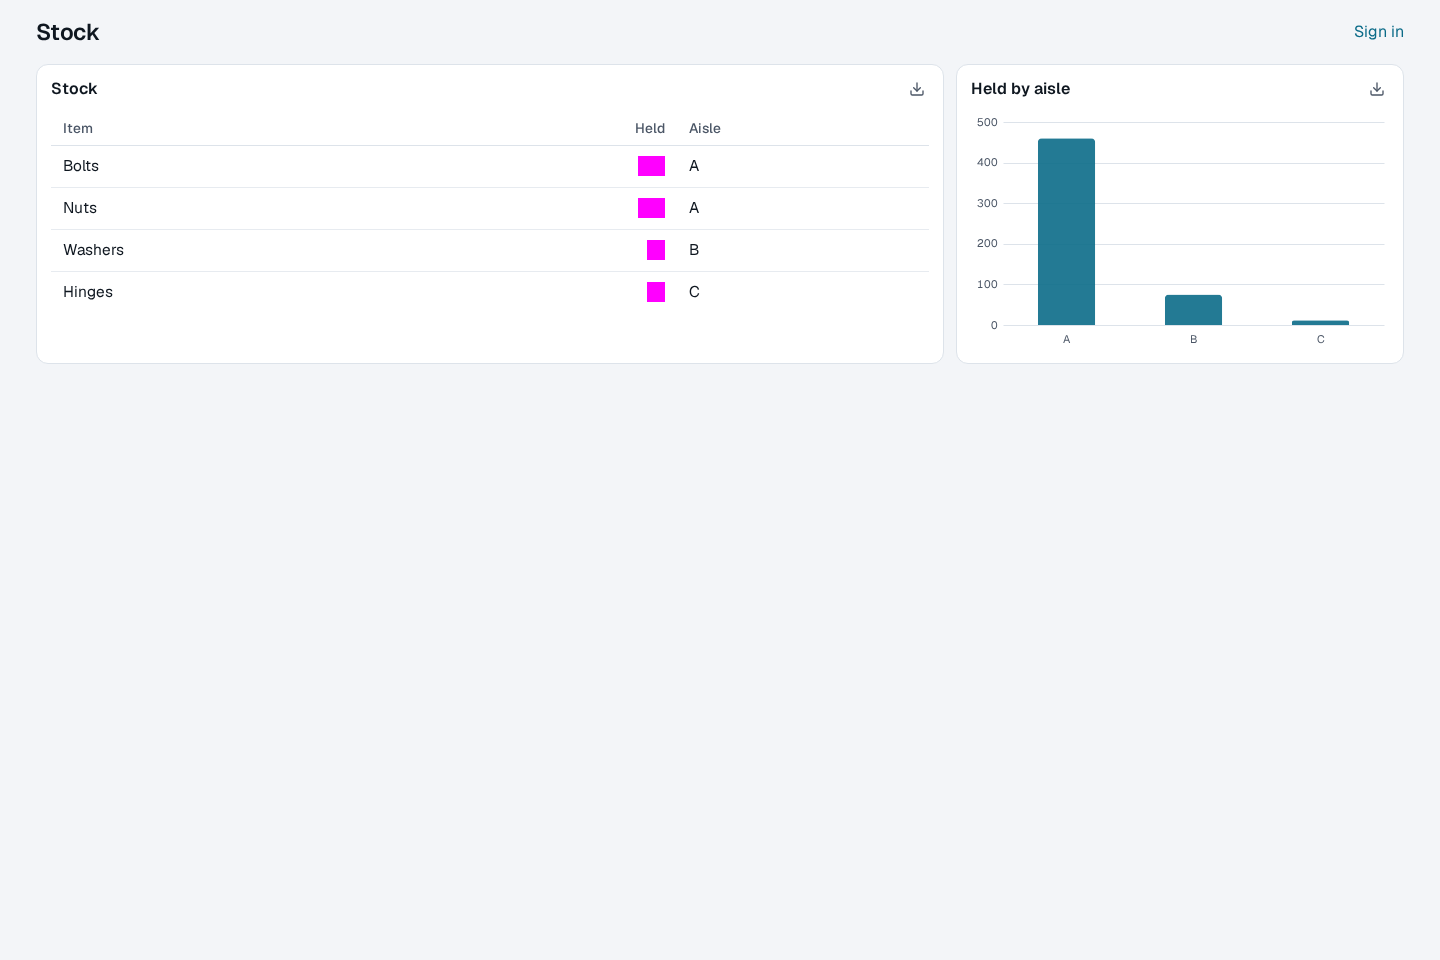 Stock
Sign in
Stock
Item Held Aisle
Bolts A
Nuts A
Washers B
Hinges C
Held by aisle
500
400
300
200
100
0
A B C